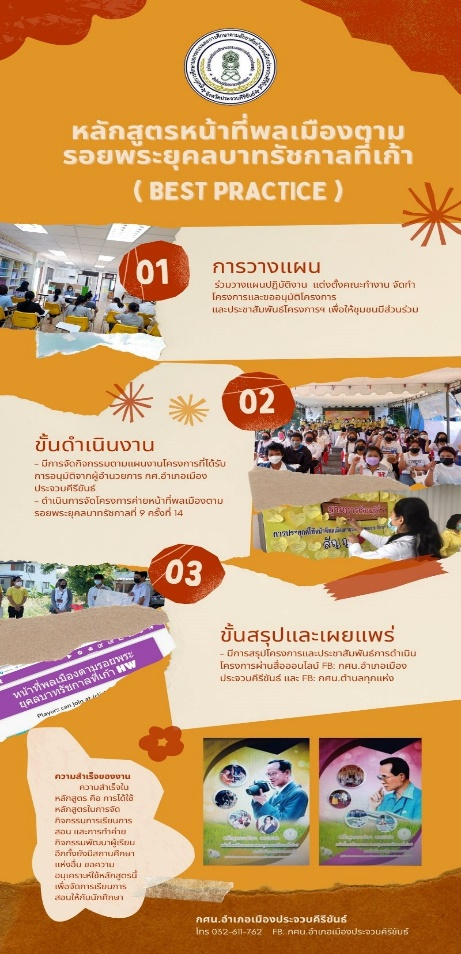 หลักสูตรหน้าที่พลเมืองตาม
รอยพระยุคลบาทรัชกาลที่เก้า
( BEST PRACTICE )
01
การวางแผน
ร่วมวางแผนปฏิบัติงาน แต่งตั้งคณะทำงาน จัดทำ
โครงการและขออนุมัติโครงการ
และประชาสัมพันธ์โครงการฯ เพื่อให้ชุมชนมีส่วนร่วม
02
ขั้นดำเนินงาน
- มีการจัดกิจกรรมตามแผนงานโครงการที่ได้รับ
การอนุมัติจากผู้อำนวยการ กศ.อำเภอเมือง
ประจวบคีรีขันธ์
- ดำเนินการจัดโครงการค่ายหน้าที่พลเมืองตาม
รอยพระยุคลบาทรัชกาลที่ 9 ครั้งที่ 14
03
ขั้นสรุปและเผยแพร่
- มีการสรุปโครงการและประชาสัมพันธ์การดำเนิน
โครงการผ่านสื่อออนไลน์ FB: กศน.อำเภอเมือง
ประจวบคีรีขันธ์ และ FB: กศน.ตำบลทุกแห่ง
หน้าที่พลเมืองตามรอยพระ
ยุคลบาทรัชกาลที่เก้า HW
Players can join at
ความสำเร็จของงาน
ความสำเร็จใน
หลักสูตร คือ การได้ใช้
หลักสูตรในการจัด
กิจกรรมการเรียนการ
สอน และการทำค่าย
กิจกรรมพัฒนาผู้เรียน
อีกทั้งยังมีสถานศึกษา
แห่งอื่น ขอความ
อนุเคราะห์ใช้หลักสูตรนี้
เพื่อจัดการเรียนการ
สอนให้กับนักศึกษา
กศน.อำเภอเมืองประจวบคีรีขันธ์
โทร 032-611-762 FB: กศน.อำเภอเมืองประจวบคีรีขันธ์